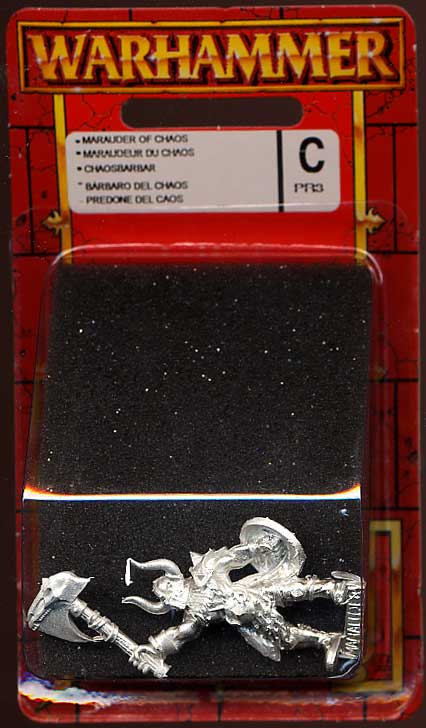 WARHAMMER
MARAUDER OF CHAOS
MARAUDEUR DU CHAOS
CHAOSBARBAR
BÁRBARO DEL CHAOS
PREDONE DEL CAOS
C
PR3